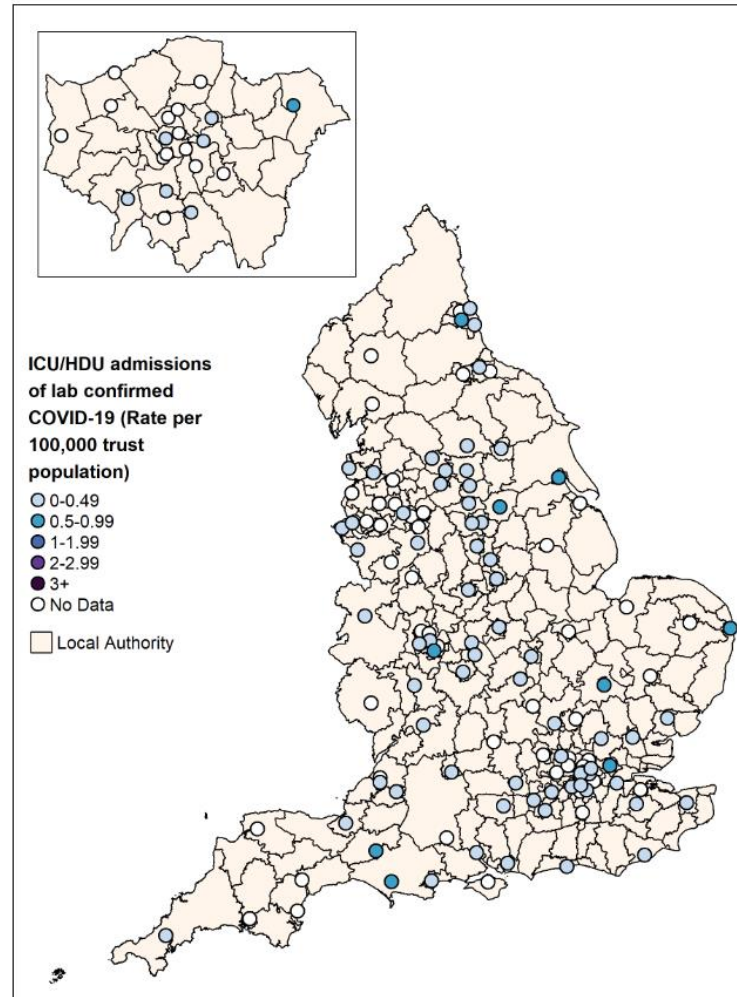 ICU/HDU admissions
of lab confirmed
COVID-19 (Rate per
100,000 trust
population)
0-0.49
0.5-0.99
1-1.99
2-2.99
3+
No Data
Local Authority